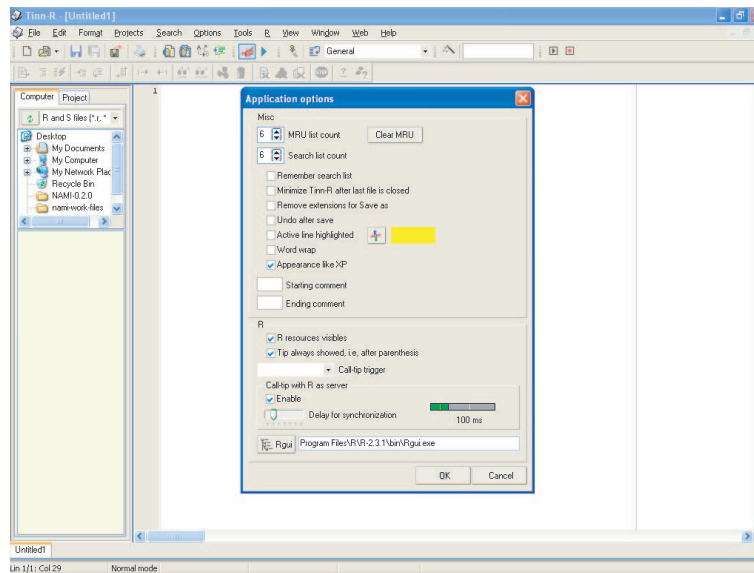 Tinn-R - [Untitled1]
File Edit Format Projects Search Options Tools R View Window Web Help
General
Computer Project
R and S files (*.r, *
Desktop
My Documents
My Computer
My Network Plac
Recycle Bin
NAMI-0.2.0
nami-work-files
1
Application options
Misc
6 MRU list count Clear MRU
6 Search list count
Remember search list
Minimize Tinn-R after last file is closed
Remove extensions for Save as
Undo after save
Active line highlighted
Word wrap
Appearance like XP
Starting comment
Ending comment
R
R resources visibles
Tip always showed, i.e, after parenthesis
Call-tip trigger
Call-tip with R as server
Enable
Delay for synchronization
100 ms
Rgui Program Files\R\R-2.3.1\bin\Rgui.exe
OK Cancel
Untitled1
Lin 1/1: Col 29 Normal mode